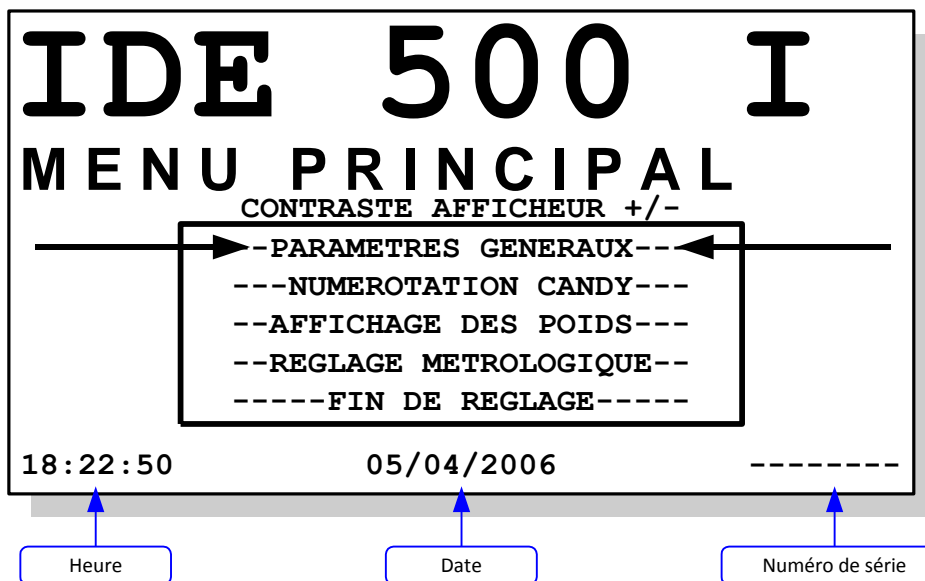 IDE 500 I
MENU PRINCIPAL
CONTRASTE AFFICHEUR +/-
--PARAMETRES GENERAUX---
---NUMEROTATION CANDY---
--AFFICHAGE DES POIDS---
--REGLAGE METROLOGIQUE--
-----FIN DE REGLAGE-----
18:22:50 05/04/2006 --------
Heure Date Numéro de série